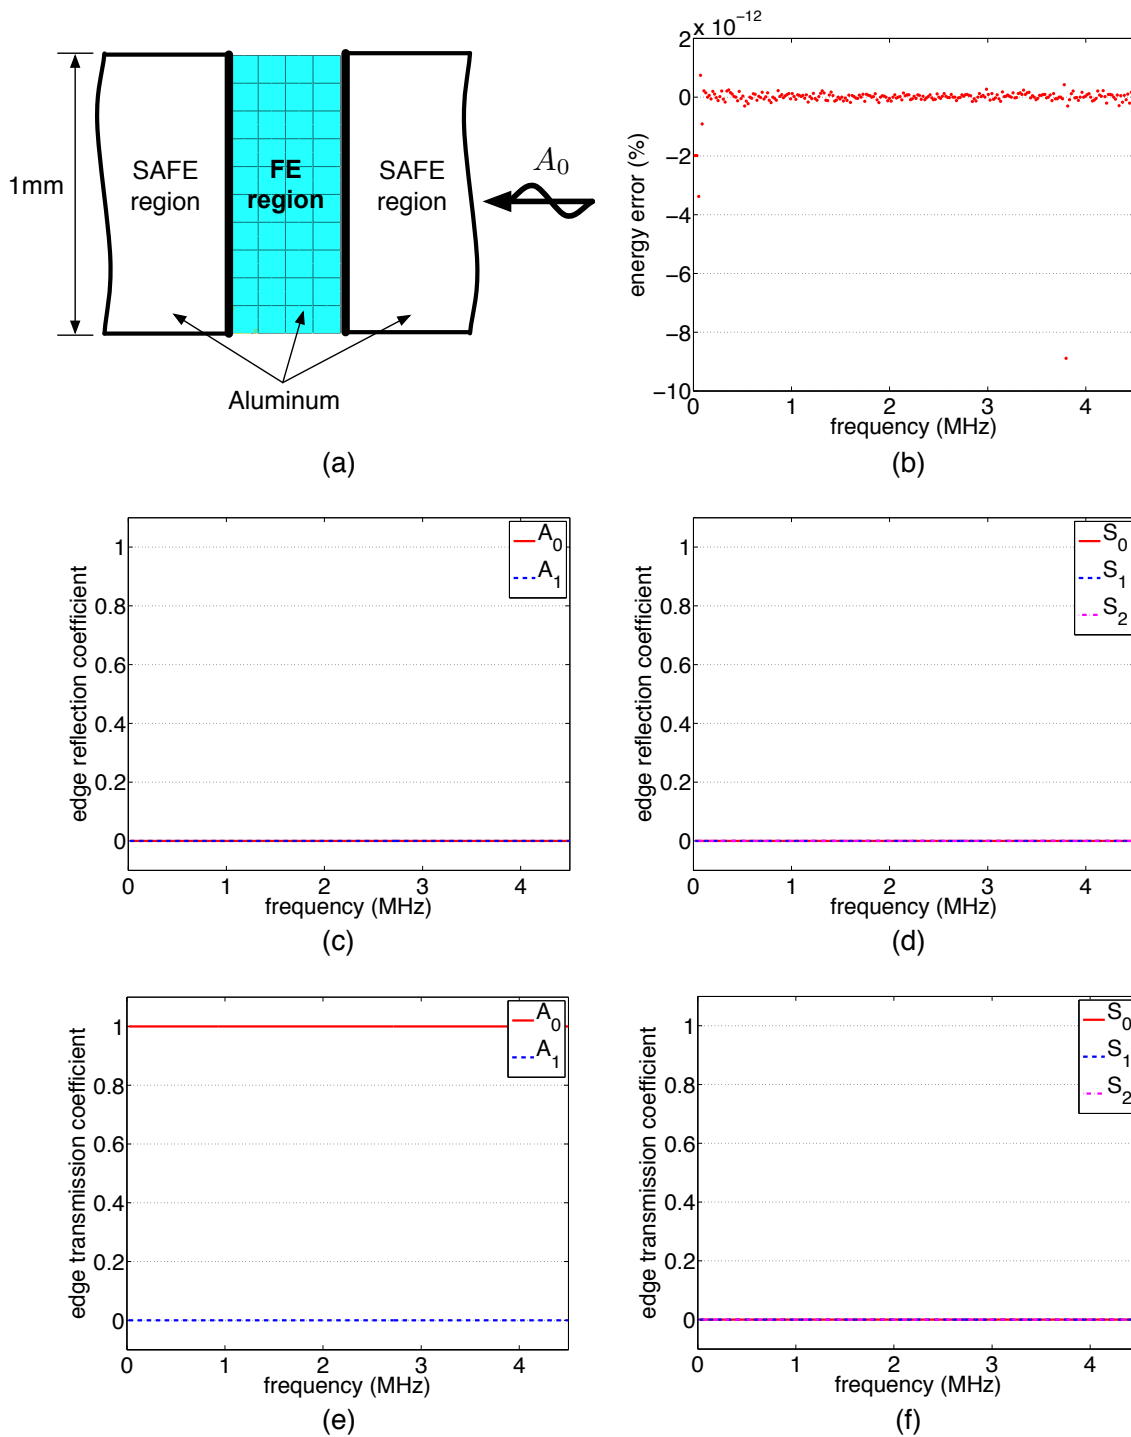 1mm
SAFE
region
FE
region
SAFE
region
A0
Aluminum
(a)
x 10−12
2
0
−2
−4
−6
−8
−10
0 1 2 3 4
energy error (%)
frequency (MHz)
(b)
1
0.8
0.6
0.4
0.2
0
0 1 2 3 4
edge reflection coefficient
frequency (MHz)
A0
A1
(c)
1
0.8
0.6
0.4
0.2
0
0 1 2 3 4
edge reflection coefficient
frequency (MHz)
S0
S1
S2
(d)
1
0.8
0.6
0.4
0.2
0
0 1 2 3 4
edge transmission coefficient
frequency (MHz)
A0
A1
(e)
1
0.8
0.6
0.4
0.2
0
0 1 2 3 4
edge transmission coefficient
frequency (MHz)
S0
S1
S2
(f)